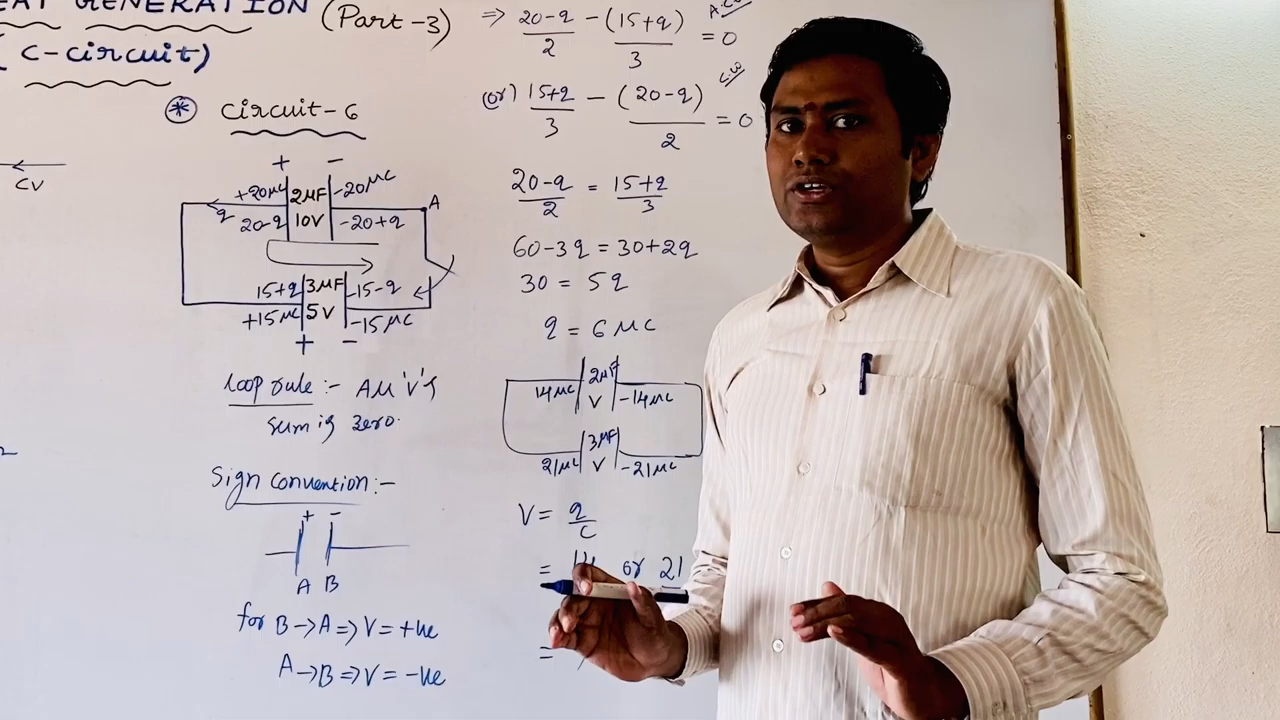 EAT GENERATION (Part-3)
( C-circuit)
* circuit-6
CV
+ -
+20μC 2μF -20μC
A
q 20-q 10V -20+q
15+q 3μF -15-q
+15μC 5V -15μC
+ -
loop rule:- All 'V's
sum is zero.
Sign convention:-
+ -
A B
for B→A⇒V=+ve
A→B⇒V=-ve
⇒ 20-q/2 - (15+q)/3 = 0 A.CW
(or) 15+q/3 - (20-q)/2 = 0 C.W
20-q/2 = 15+q/3
60-3q = 30+2q
30 = 5q
q = 6 μC
14μC 2μF V -14μC
21μC 3μF V -21μC
V = q/C
= 14 or 21
=